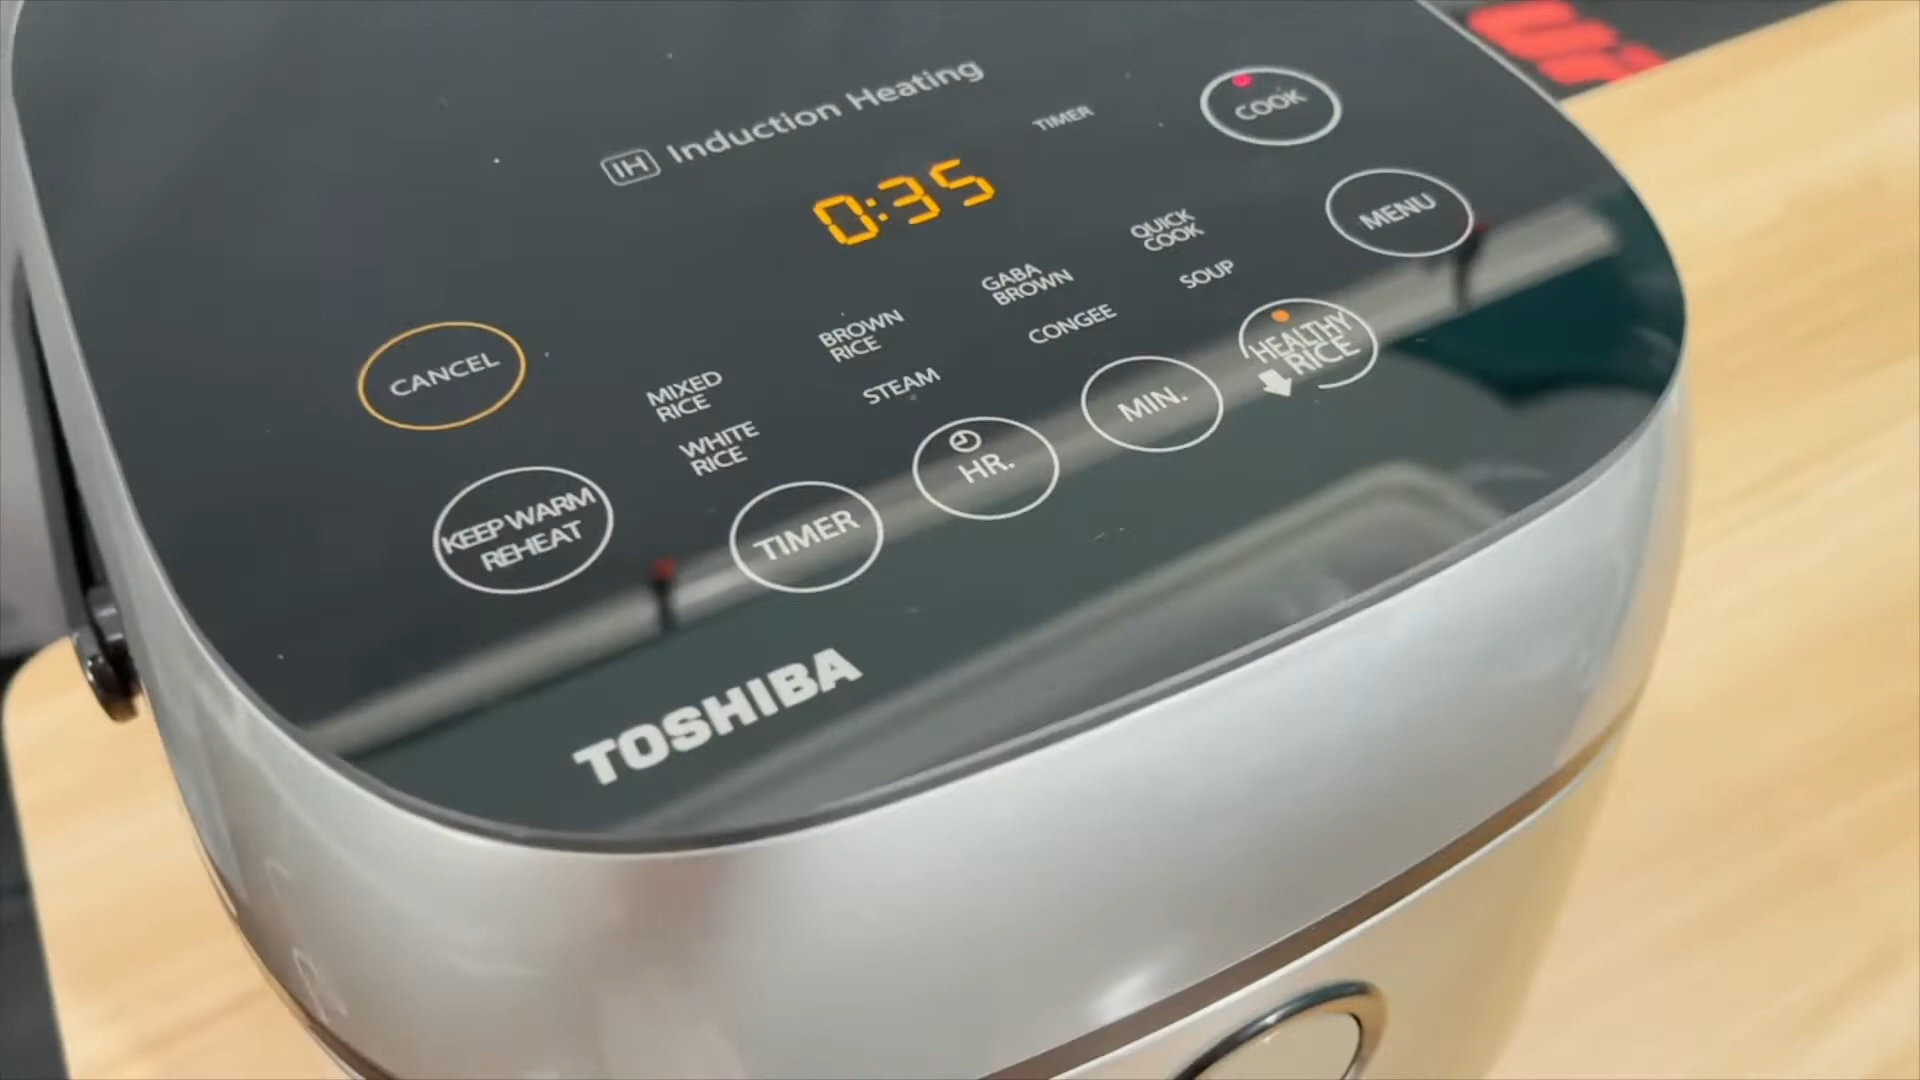 IH Induction Heating
TIMER
COOK
0:35
MENU
QUICK
COOK
GABA
BROWN
SOUP
BROWN
RICE
CONGEE
HEALTHY
RICE
CANCEL
MIXED
RICE
STEAM
MIN.
WHITE
RICE
HR.
KEEP WARM
REHEAT
TIMER
TOSHIBA